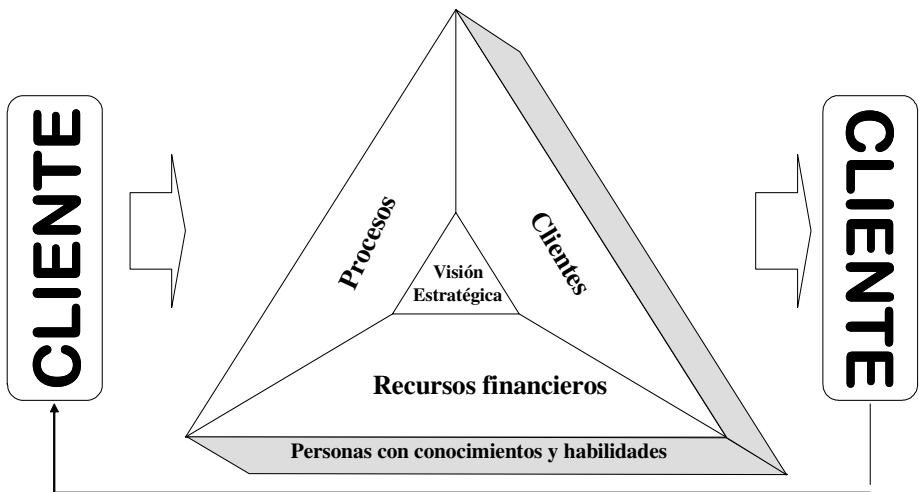 CLIENTE
Procesos
Clientes
Visión
Estratégica
Recursos financieros
Personas con conocimientos y habilidades
CLIENTE